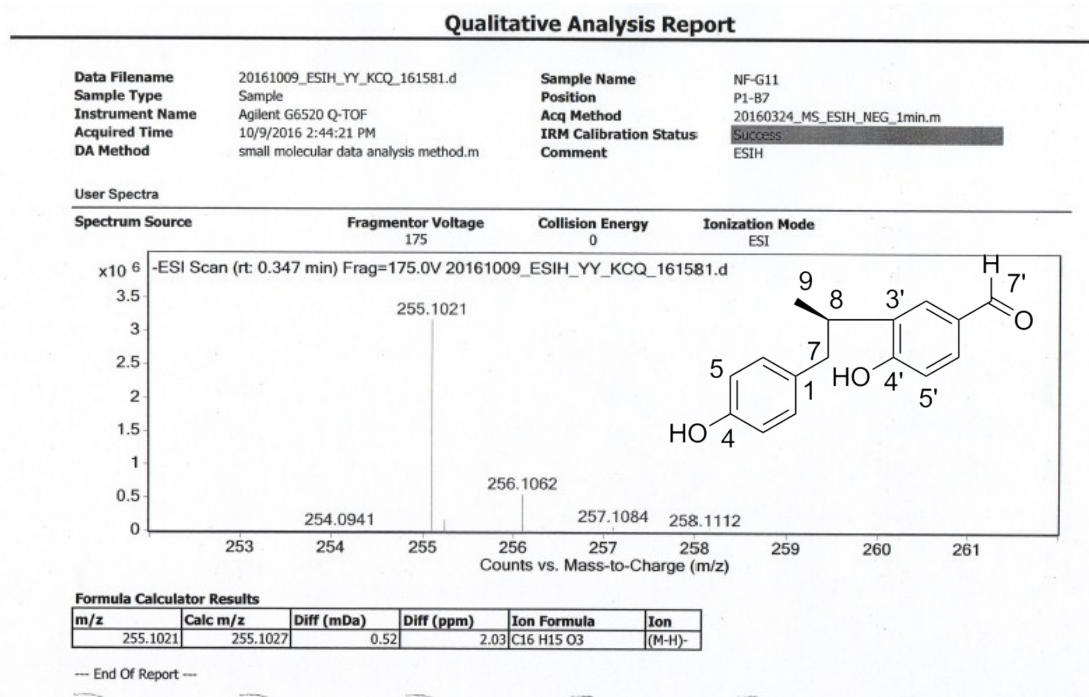 Qualitative Analysis Report
Data Filename 20161009_ESIH_YY_KCQ_161581.d Sample Name NF-G11
Sample Type Sample Position P1-B7
Instrument Name Agilent G6520 Q-TOF Acq Method 20160324_MS_ESIH_NEG_1min.m
Acquired Time 10/9/2016 2:44:21 PM IRM Calibration Status Success
DA Method small molecular data analysis method.m Comment ESIH
User Spectra
Spectrum Source Fragmentor Voltage Collision Energy Ionization Mode
175 0 ESI
x10 6 -ESI Scan (rt: 0.347 min) Frag=175.0V 20161009_ESIH_YY_KCQ_161581.d
3.5
3
2.5
2
1.5
1
0.5
0
255.1021
256.1062
254.0941 257.1084 258.1112
H
9 7'
8 3' O
7
5 HO 4' 5'
1
HO 4
253 254 255 256 257 258 259 260 261
Counts vs. Mass-to-Charge (m/z)
Formula Calculator Results
m/z Calc m/z Diff (mDa) Diff (ppm) Ion Formula Ion
255.1021 255.1027 0.52 2.03 C16 H15 O3 (M-H)-
--- End Of Report ---